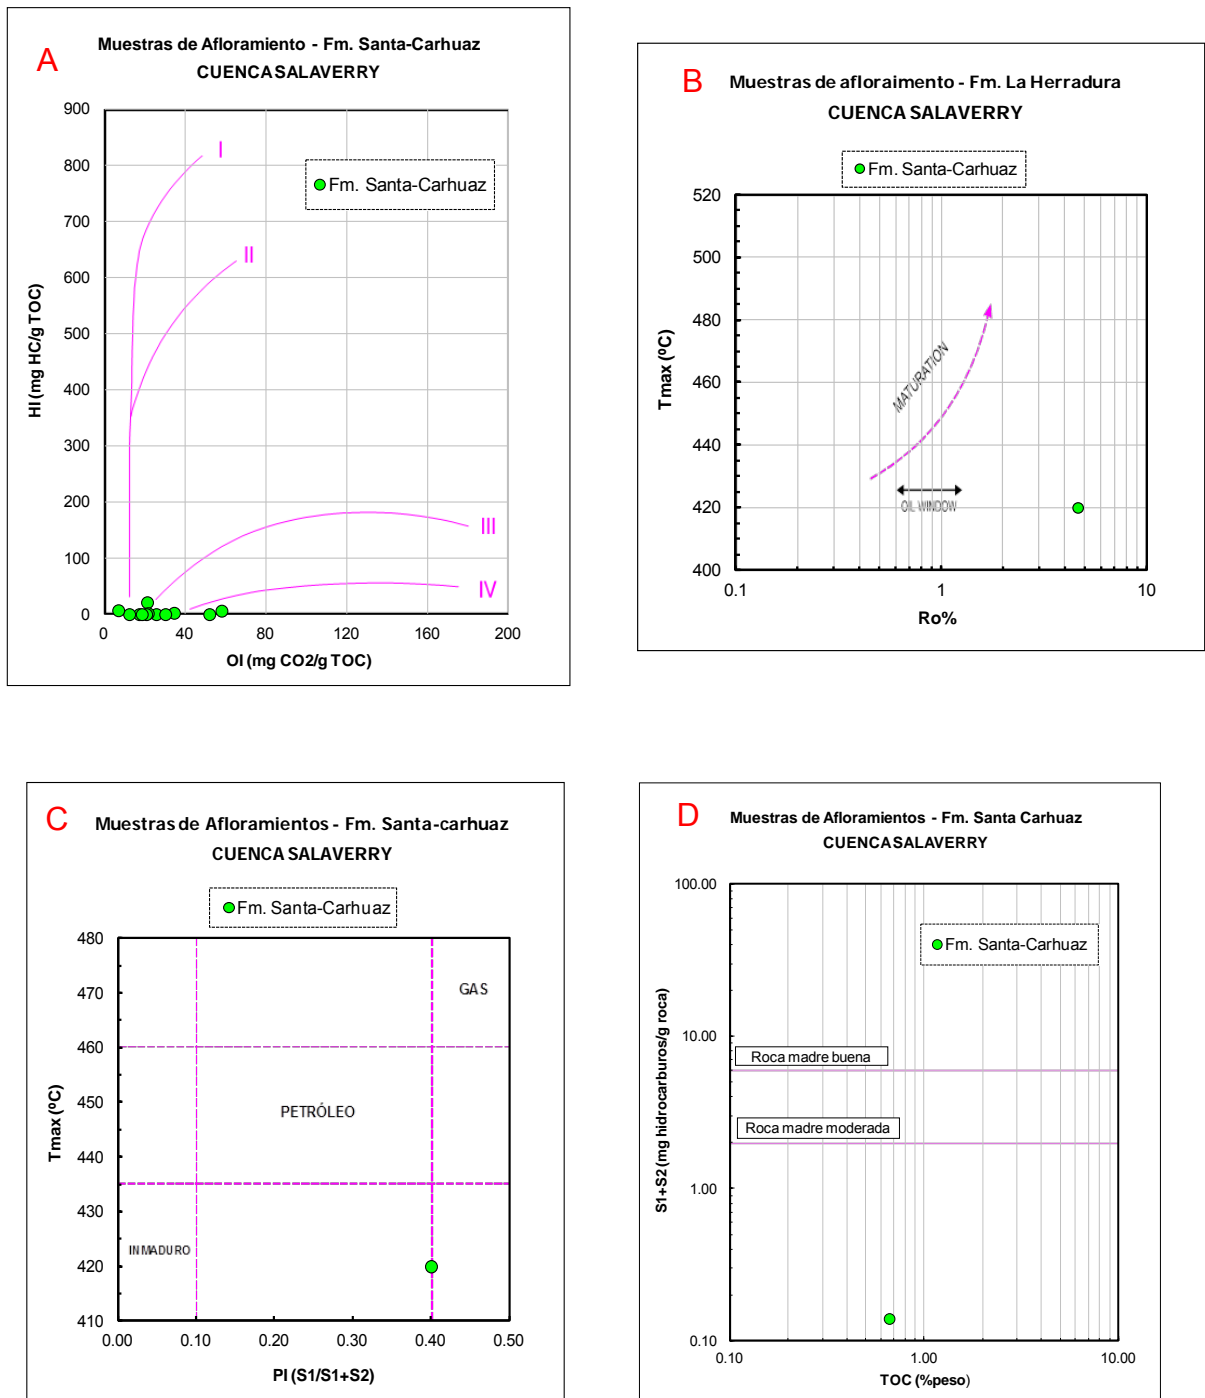 A
Muestras de Afloramiento - Fm. Santa-Carhuaz
CUENCA SALAVERRY
Fm. Santa-Carhuaz
I
II
III
IV
900
800
700
600
500
400
300
200
100
0
0 40 80 120 160 200
HI (mg HC/g TOC)
OI (mg CO2/g TOC)
B
Muestras de afloraimento - Fm. La Herradura
CUENCA SALAVERRY
Fm. Santa-Carhuaz
520
500
480
460
440
420
400
0.1 1 10
Tmax (ºC)
MATURATION
OIL WINDOW
Ro%
C
Muestras de Afloramientos - Fm. Santa-carhuaz
CUENCA SALAVERRY
Fm. Santa-Carhuaz
480
470
460
450
440
430
420
410
0.00 0.10 0.20 0.30 0.40 0.50
Tmax (ºC)
GAS
PETRÓLEO
INMADURO
PI (S1/S1+S2)
D
Muestras de Afloramientos - Fm. Santa Carhuaz
CUENCA SALAVERRY
Fm. Santa-Carhuaz
100.00
10.00
1.00
0.10
0.10 1.00 10.00
S1+S2 (mg hidrocarburos/g roca)
Roca madre buena
Roca madre moderada
TOC (%peso)